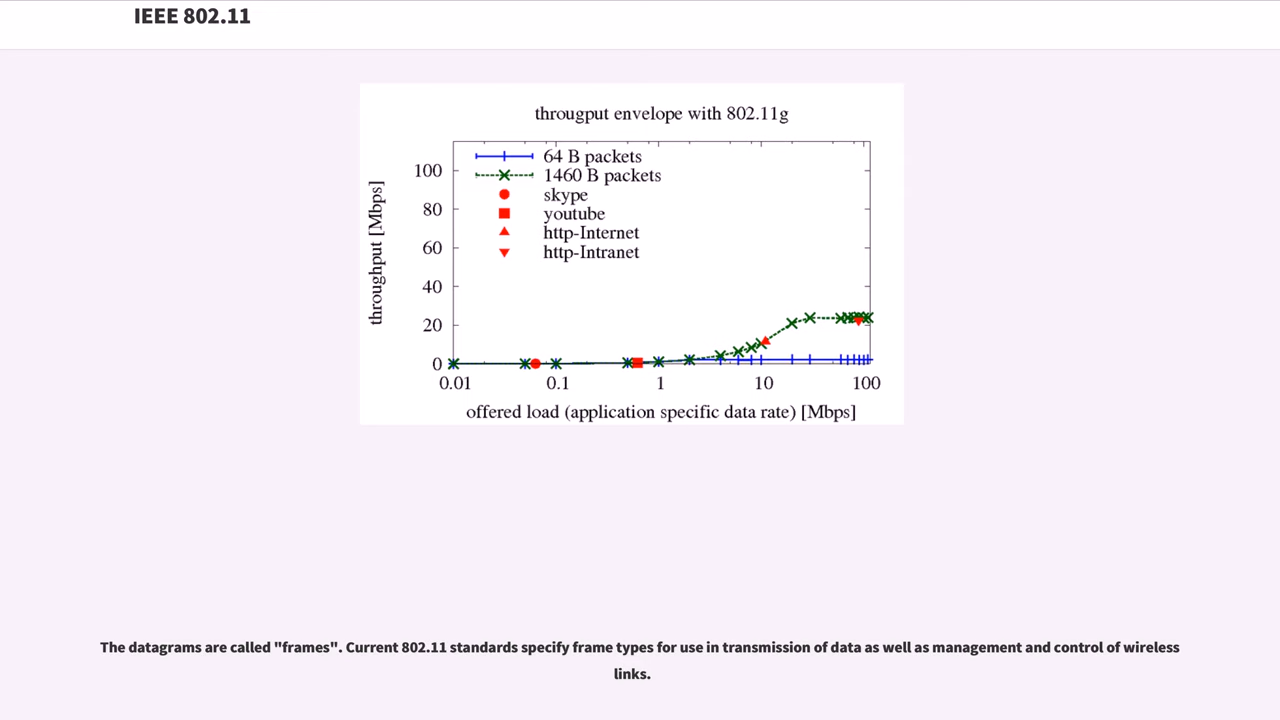 IEEE 802.11
througput envelope with 802.11g
64 B packets
1460 B packets
skype
youtube
http-Internet
http-Intranet
throughput [Mbps]
100
80
60
40
20
0
0.01 0.1 1 10 100
offered load (application specific data rate) [Mbps]
The datagrams are called "frames". Current 802.11 standards specify frame types for use in transmission of data as well as management and control of wireless
links.